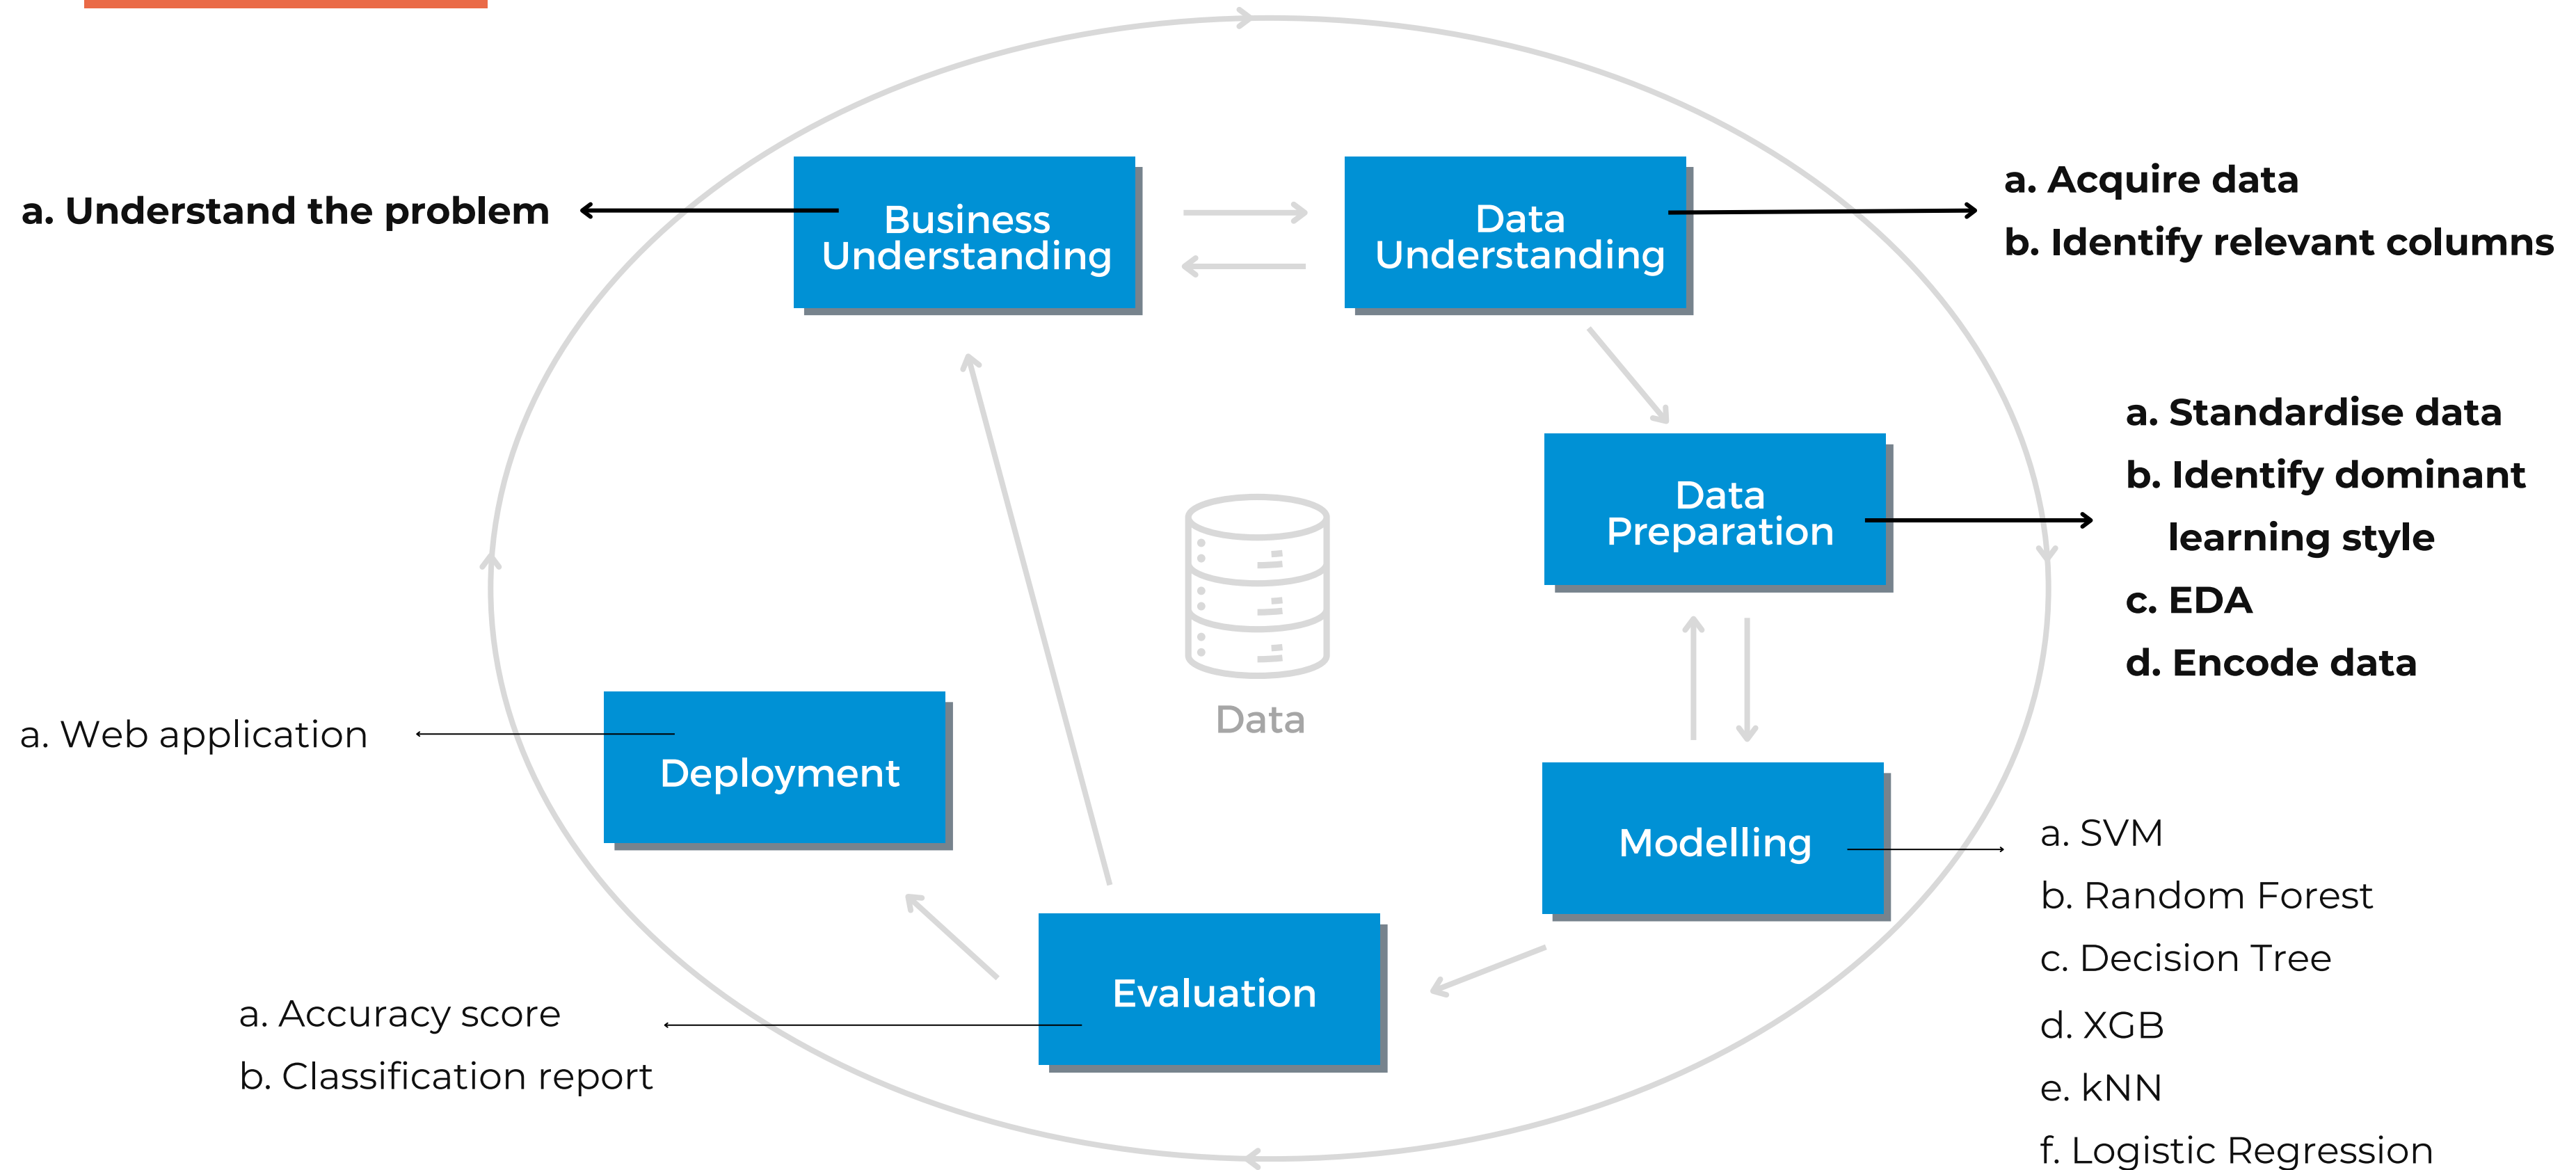 a. Understand the problem
Business
Understanding
Data
Understanding
a. Acquire data
b. Identify relevant columns
Data
Preparation
a. Standardise data
b. Identify dominant
learning style
c. EDA
d. Encode data
Data
a. Web application
Deployment
Modelling
a. SVM
b. Random Forest
c. Decision Tree
d. XGB
e. kNN
f. Logistic Regression
Evaluation
a. Accuracy score
b. Classification report